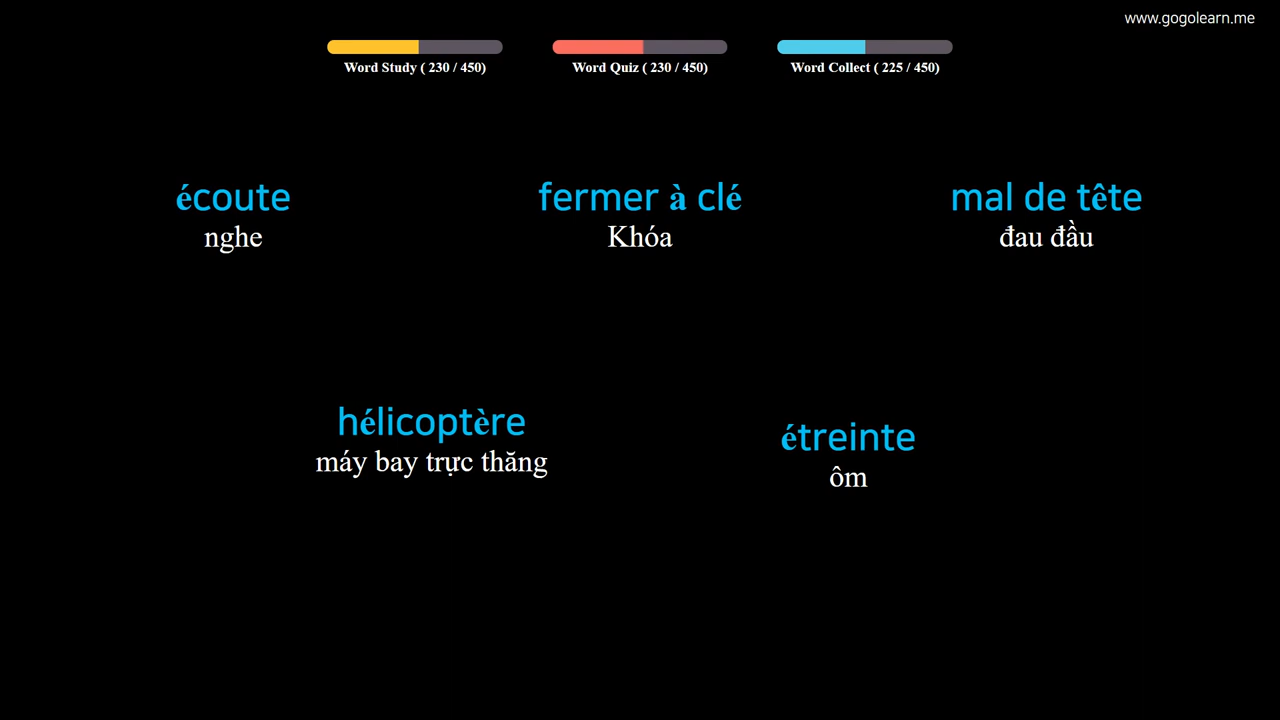 www.gogolearn.me
Word Study ( 230 / 450)
Word Quiz ( 230 / 450)
Word Collect ( 225 / 450)
écoute
nghe
fermer à clé
Khóa
mal de tête
đau đầu
hélicoptère
máy bay trực thăng
étreinte
ôm